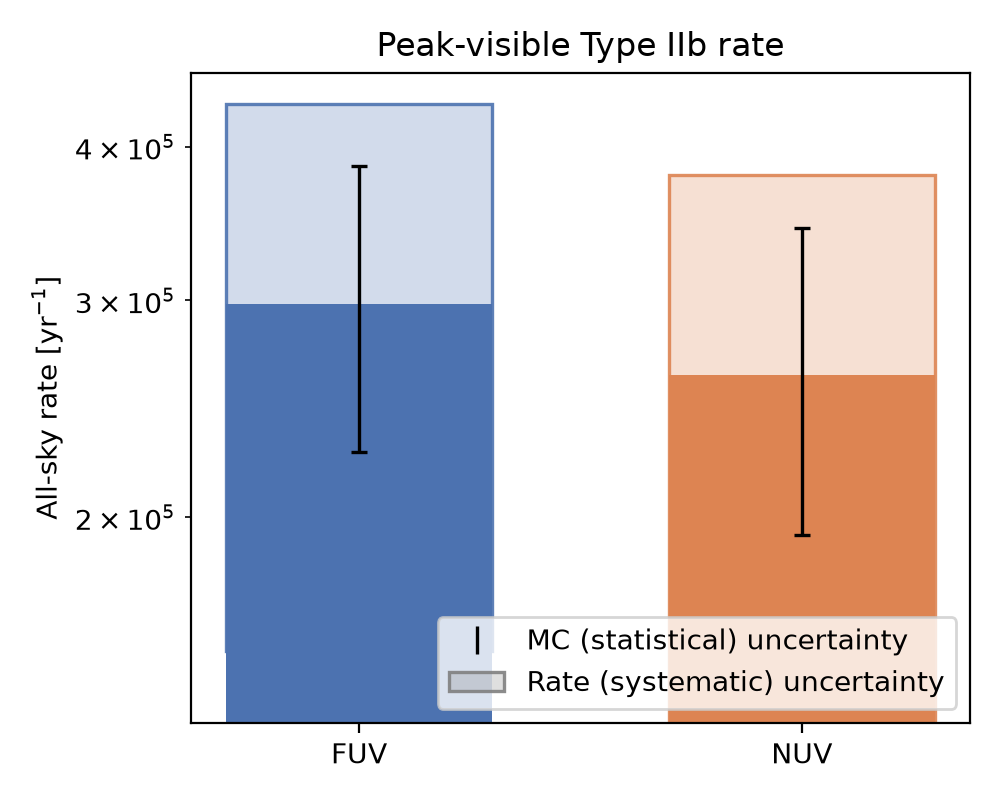 Peak-visible Type IIb rate
All-sky rate [yr⁻¹]
4 × 10⁵
3 × 10⁵
2 × 10⁵
MC (statistical) uncertainty
Rate (systematic) uncertainty
FUV
NUV